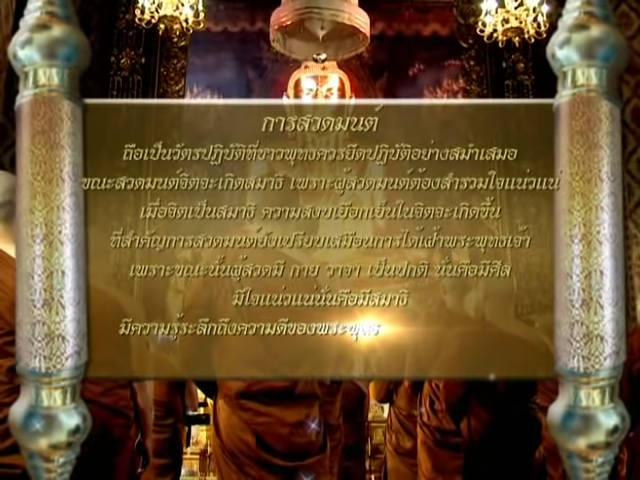 การสวดมนต์
ถือเป็นวัตรปฏิบัติที่ชาวพุทธควรยึดปฏิบัติอย่างสม่ำเสมอ
ขณะสวดมนต์จิตจะเกิดสมาธิ เพราะผู้สวดมนต์ต้องสำรวมใจแน่วแน่
เมื่อจิตเป็นสมาธิ ความสงบเยือกเย็นในจิตจะเกิดขึ้น
ที่สำคัญการสวดมนต์ยังเปรียบเสมือนการได้เฝ้าพระพุทธเจ้า
เพราะขณะนั้นผู้สวดมี กาย วาจา เป็นปกติ นั่นคือมีศีล
มีใจแน่วแน่นั่นคือมีสมาธิ
มีความรู้ระลึกถึงความดีของพระพุทธ